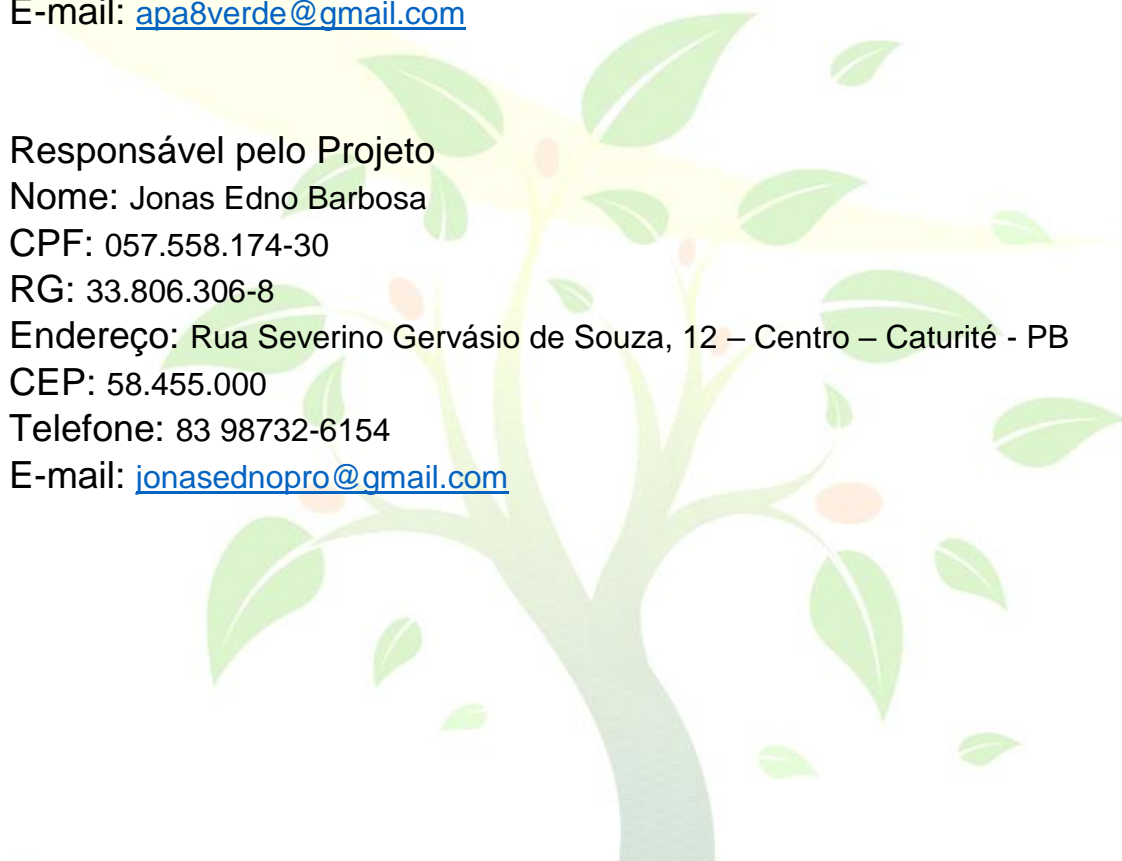 E-mail: apa8verde@gmail.com
Responsável pelo Projeto
Nome: Jonas Edno Barbosa
CPF: 057.558.174-30
RG: 33.806.306-8
Endereço: Rua Severino Gervásio de Souza, 12 – Centro – Caturité - PB
CEP: 58.455.000
Telefone: 83 98732-6154
E-mail: jonasednopro@gmail.com